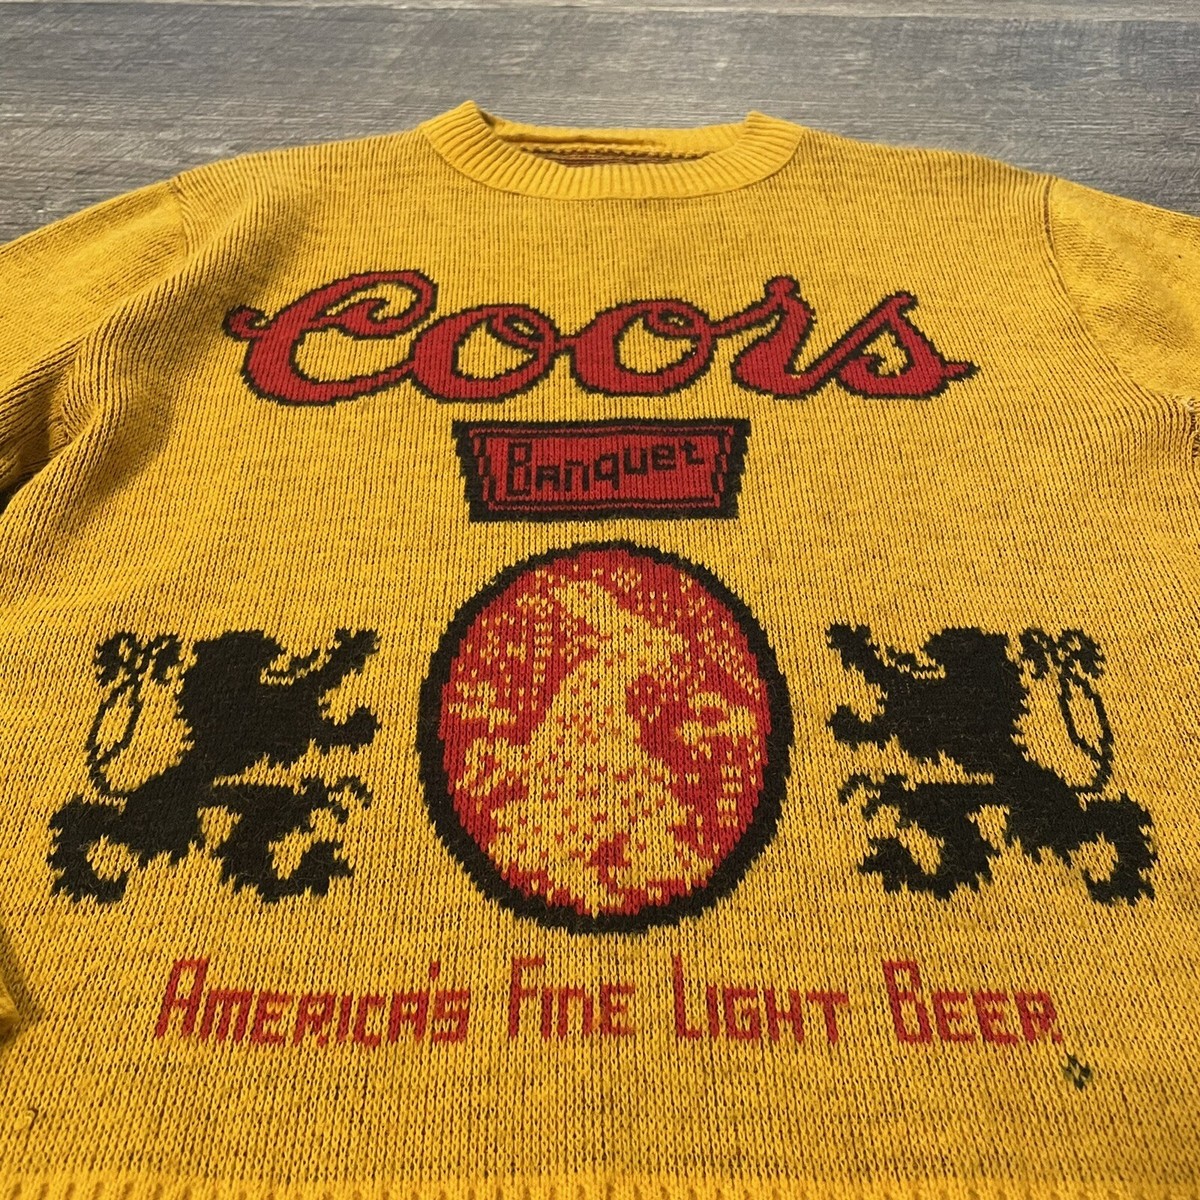 Coors
Banquet
America's Fine Light Beer